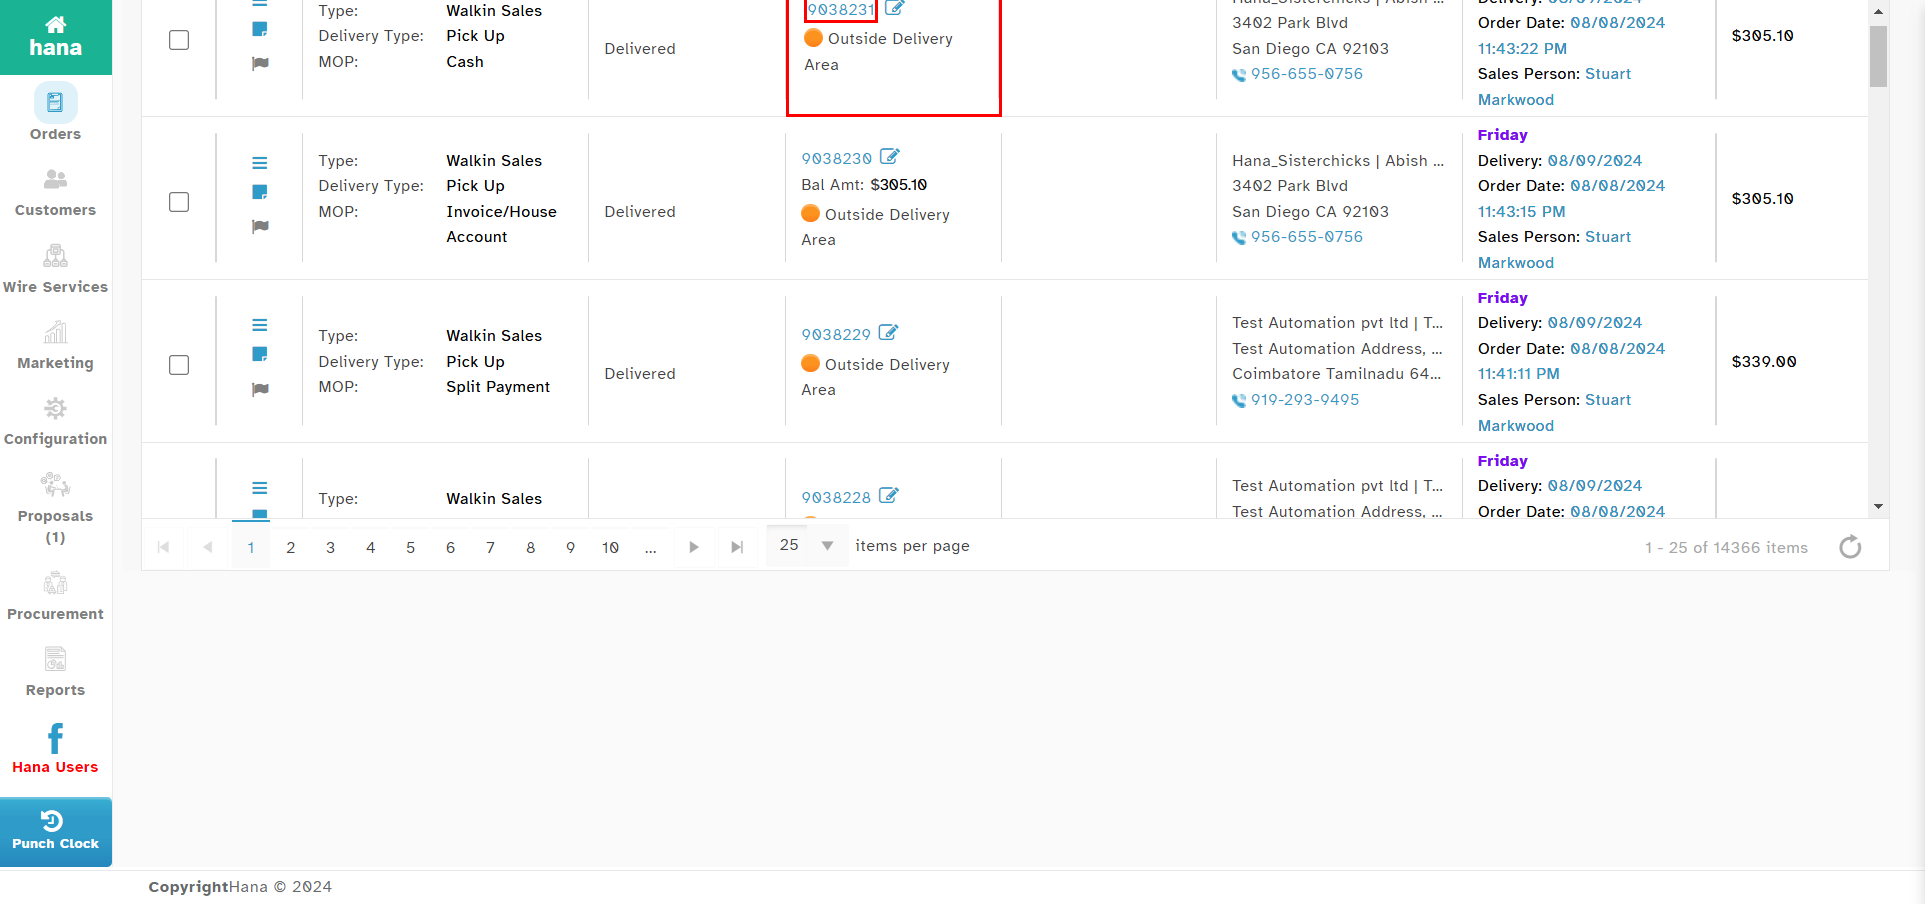 hana
Orders
Customers
Wire Services
Marketing
Configuration
Proposals
(1)
Procurement
Reports
Hana Users
Punch Clock
Type: Walkin Sales
Delivery Type: Pick Up
MOP: Cash
Delivered
9038231
Outside Delivery
Area
Hana_Sisterchicks | Abish ...
3402 Park Blvd
San Diego CA 92103
956-655-0756
Delivery: 08/09/2024
Order Date: 08/08/2024
11:43:22 PM
Sales Person: Stuart
Markwood
$305.10
Type: Walkin Sales
Delivery Type: Pick Up
MOP: Invoice/House
Account
Delivered
9038230
Bal Amt: $305.10
Outside Delivery
Area
Hana_Sisterchicks | Abish ...
3402 Park Blvd
San Diego CA 92103
956-655-0756
Friday
Delivery: 08/09/2024
Order Date: 08/08/2024
11:43:15 PM
Sales Person: Stuart
Markwood
$305.10
Type: Walkin Sales
Delivery Type: Pick Up
MOP: Split Payment
Delivered
9038229
Outside Delivery
Area
Test Automation pvt ltd | T...
Test Automation Address, ...
Coimbatore Tamilnadu 64...
919-293-9495
Friday
Delivery: 08/09/2024
Order Date: 08/08/2024
11:41:11 PM
Sales Person: Stuart
Markwood
$339.00
Type: Walkin Sales
9038228
Test Automation pvt ltd | T...
Test Automation Address, ...
Friday
Delivery: 08/09/2024
Order Date: 08/08/2024
1 2 3 4 5 6 7 8 9 10 ... 25 items per page
1 - 25 of 14366 items
CopyrightHana © 2024